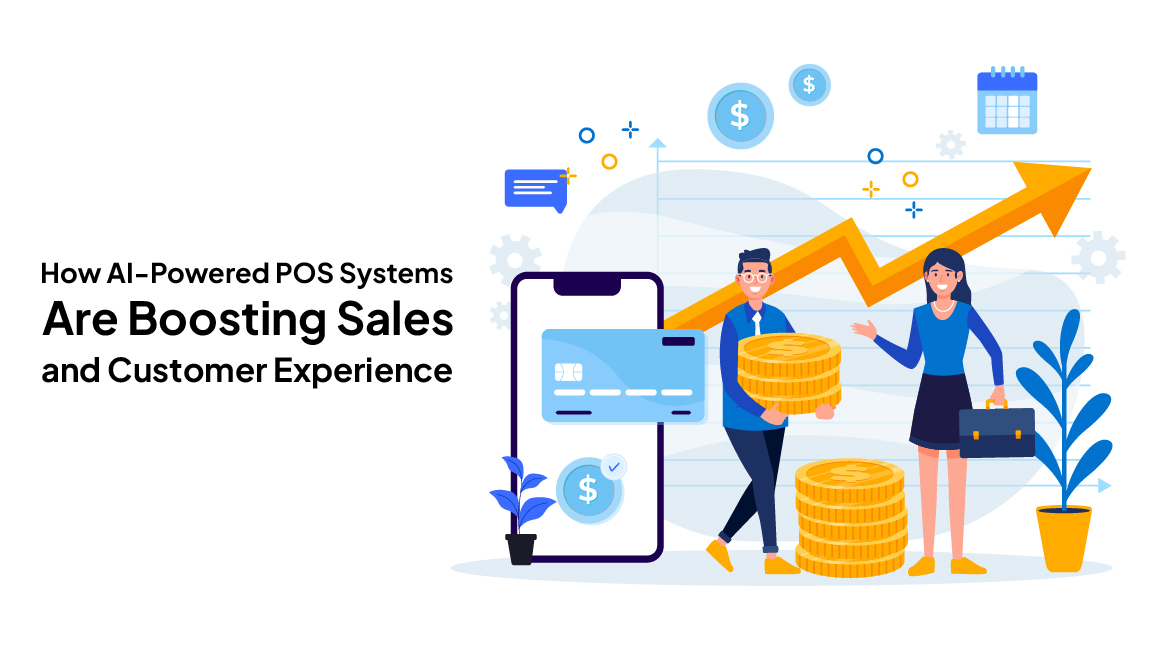 How AI-Powered POS Systems
Are Boosting Sales
and Customer Experience
$
$
$